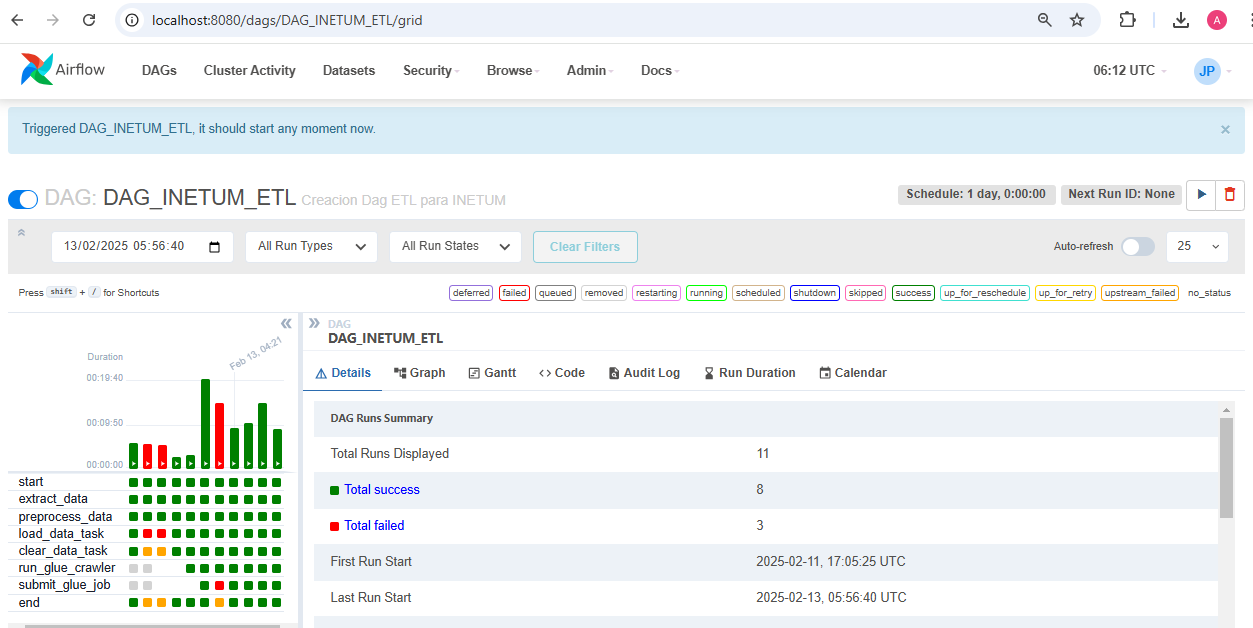 localhost:8080/dags/DAG_INETUM_ETL/grid
A
Airflow
DAGs Cluster Activity Datasets Security Browse Admin Docs
06:12 UTC
JP
Triggered DAG_INETUM_ETL, it should start any moment now.
×
DAG: DAG_INETUM_ETL Creacion Dag ETL para INETUM
Schedule: 1 day, 0:00:00
Next Run ID: None
13/02/2025 05:56:40
All Run Types
All Run States
Clear Filters
Auto-refresh
25
Press shift + / for Shortcuts
deferred failed queued removed restarting running scheduled shutdown skipped success up_for_reschedule up_for_retry upstream_failed no_status
Feb 13, 04:21
Duration
00:19:40
00:09:50
00:00:00
start
extract_data
preprocess_data
load_data_task
clear_data_task
run_glue_crawler
submit_glue_job
end
DAG
DAG_INETUM_ETL
Details Graph Gantt Code Audit Log Run Duration Calendar
DAG Runs Summary
Total Runs Displayed 11
Total success 8
Total failed 3
First Run Start 2025-02-11, 17:05:25 UTC
Last Run Start 2025-02-13, 05:56:40 UTC